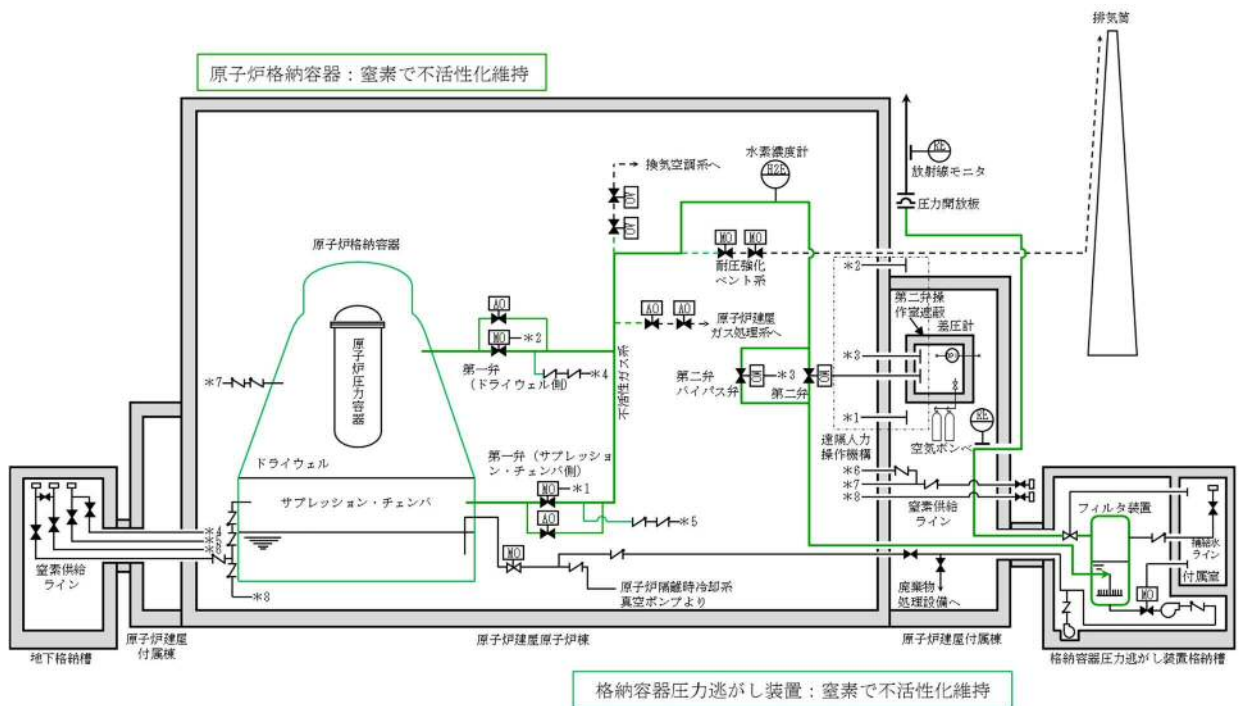 排気筒
原子炉格納容器：窒素で不活性化維持
水素濃度計
H2E
換気空調系へ
AO
AO
RE
放射線モニタ
圧力開放板
原子炉格納容器
MO
MO
耐圧強化
ベント系
*2
第二弁操
作室遮蔽
差圧計
AO
MO
*2
第一弁
（ドライウェル側）
*4
AO
AO
原子炉建屋
ガス処理系へ
不活性ガス系
原子炉圧力容器
*7
*3
第二弁
バイパス弁
MO
*3
第二弁
MO
*1
RE
遠隔人力
操作機構
空気ボンベ
ドライウェル
サプレッション・チェンバ
第一弁（サプレッショ
ン・チェンバ側）
MO
*1
AO
*5
*6
*7
*8
窒素供給
ライン
フィルタ装置
補給水
ライン
付属室
MO
*4
*5
*6
窒素供給
ライン
*8
MO
原子炉隔離時冷却系
真空ポンプより
廃棄物
処理設備へ
地下格納槽
原子炉建屋
付属棟
原子炉建屋原子炉棟
原子炉建屋付属棟
格納容器圧力逃がし装置格納槽
格納容器圧力逃がし装置：窒素で不活性化維持